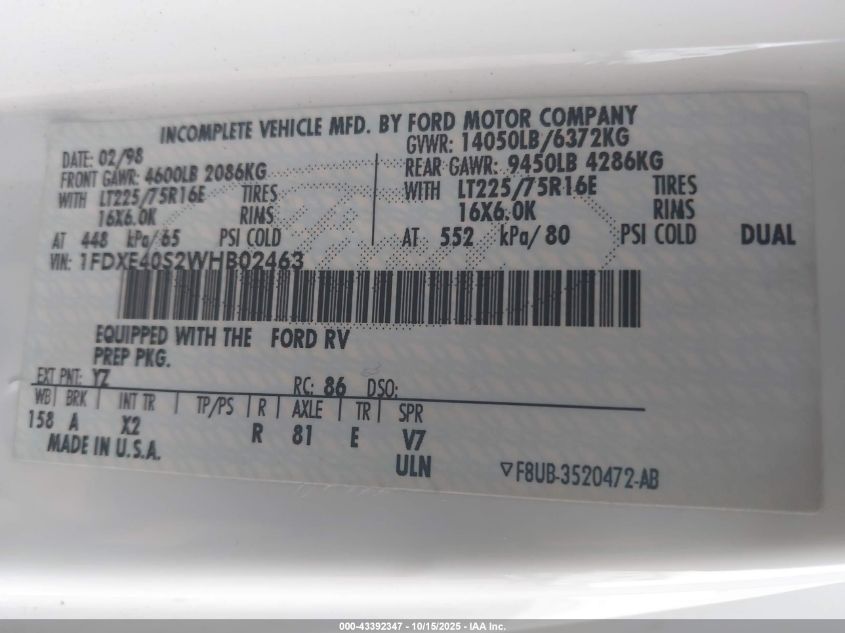 INCOMPLETE VEHICLE MFD. BY FORD MOTOR COMPANY
DATE: 02/98 GVWR: 14050LB/6372KG
FRONT GAWR: 4600LB 2086KG REAR GAWR: 9450LB 4286KG
WITH LT225/75R16E TIRES WITH LT225/75R16E TIRES
16X6.0K RIMS 16X6.0K RIMS
AT 448 kPa/65 PSI COLD AT 552 kPa/80 PSI COLD DUAL
VIN: 1FDXE40S2WHB02463
EQUIPPED WITH THE FORD RV
PREP PKG.
EXT PNT: YZ RC: 86 DSO:
WB BRK INT TR TP/PS R AXLE TR SPR
158 A X2 R 81 E V7
MADE IN U.S.A. ULN F8UB-3520472-AB
000-43392347 - 10/15/2025 - IAA Inc.